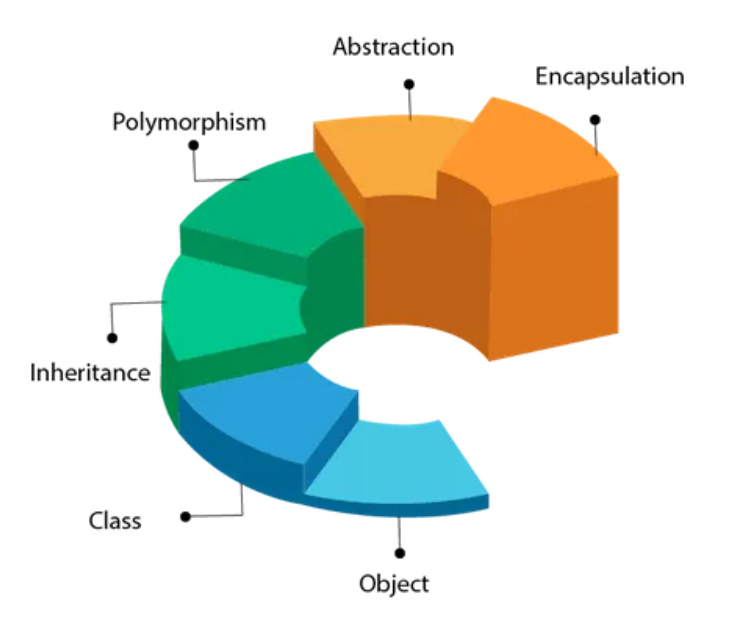 Abstraction
Encapsulation
Polymorphism
Inheritance
Class
Object